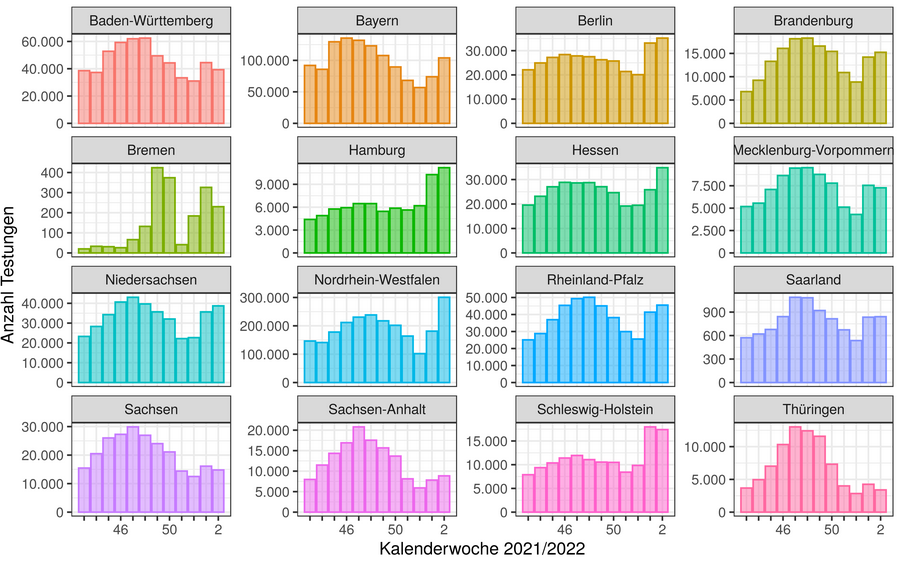 Baden-Württemberg Bayern Berlin Brandenburg
60.000 40.000 20.000 0
100.000 50.000 0
30.000 20.000 10.000 0
15.000 10.000 5.000 0
Bremen Hamburg Hessen Mecklenburg-Vorpommern
400 300 200 100 0
9.000 6.000 3.000 0
30.000 20.000 10.000 0
7.500 5.000 2.500 0
Niedersachsen Nordrhein-Westfalen Rheinland-Pfalz Saarland
40.000 30.000 20.000 10.000 0
300.000 200.000 100.000 0
50.000 40.000 30.000 20.000 10.000 0
900 600 300 0
Sachsen Sachsen-Anhalt Schleswig-Holstein Thüringen
30.000 20.000 10.000 0
20.000 15.000 10.000 5.000 0
15.000 10.000 5.000 0
10.000 5.000 0
46 50 2 46 50 2 46 50 2 46 50 2
Kalenderwoche 2021/2022
Anzahl Testungen